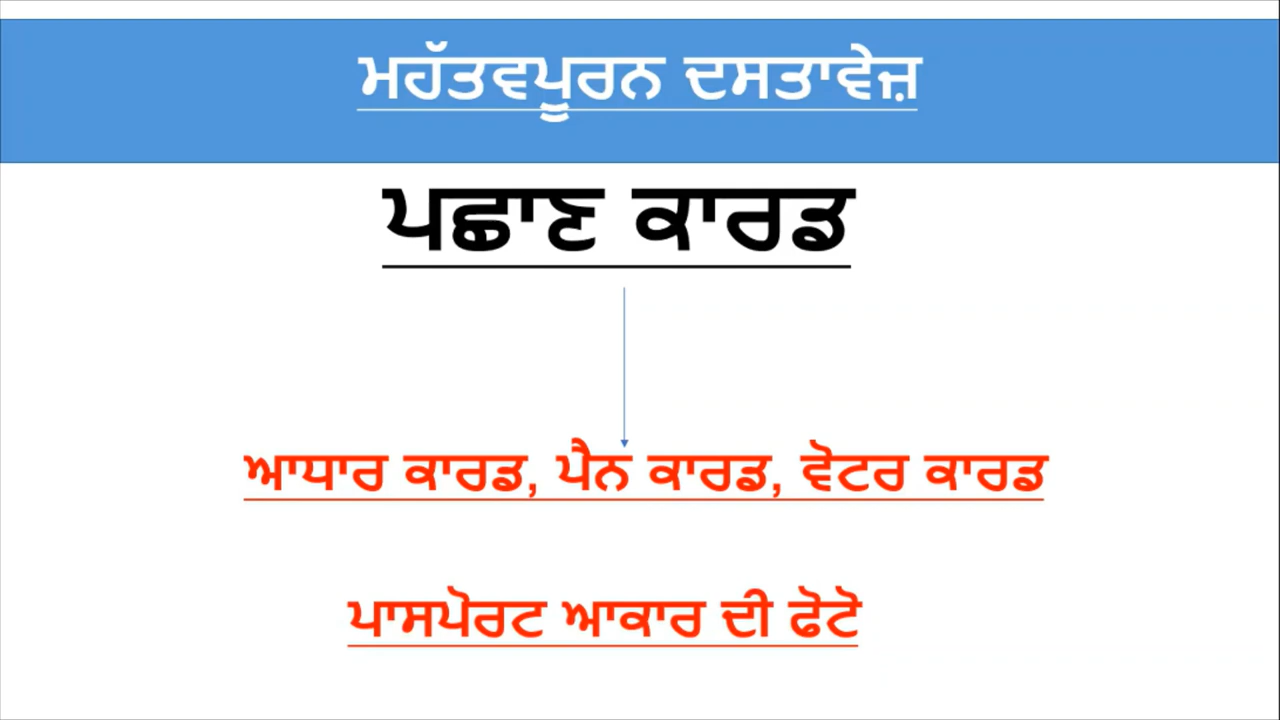 ਮਹੱਤਵਪੂਰਨ ਦਸਤਾਵੇਜ਼
ਪਛਾਣ ਕਾਰਡ
ਆਧਾਰ ਕਾਰਡ, ਪੈਨ ਕਾਰਡ, ਵੋਟਰ ਕਾਰਡ
ਪਾਸਪੋਰਟ ਆਕਾਰ ਦੀ ਫੋਟੋ